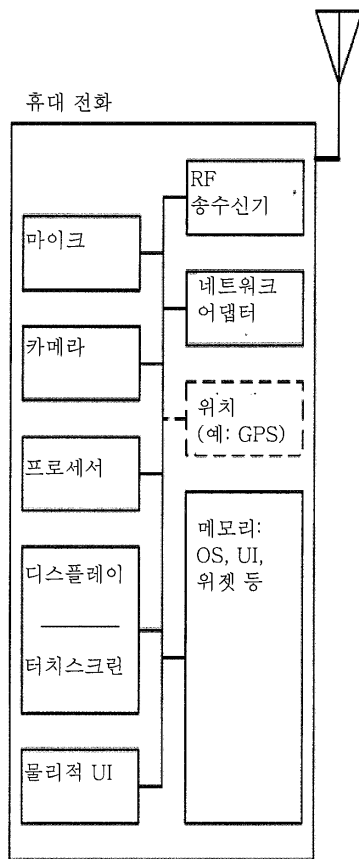 휴대 전화
RF
송수신기
마이크
네트워크
어댑터
카메라
위치
(예: GPS)
프로세서
메모리:
OS, UI,
위젯 등
디스플레이
터치스크린
물리적 UI